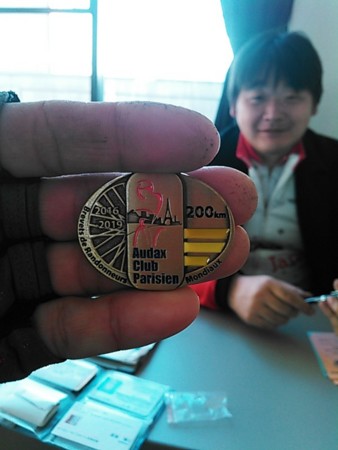 2016
2019
Brevets de Randonneurs
Mondiaux
200km
Audax
Club
Parisien